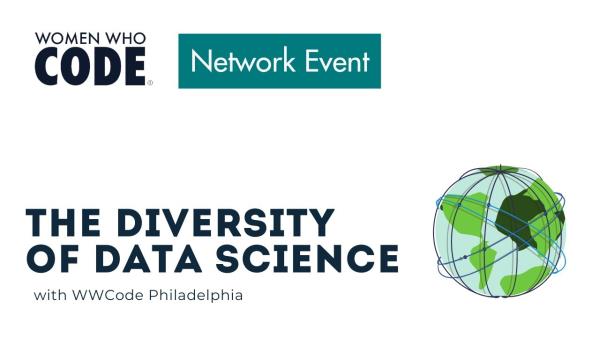 WOMEN WHO
CODE®
Network Event
THE DIVERSITY
OF DATA SCIENCE
with WWCode Philadelphia